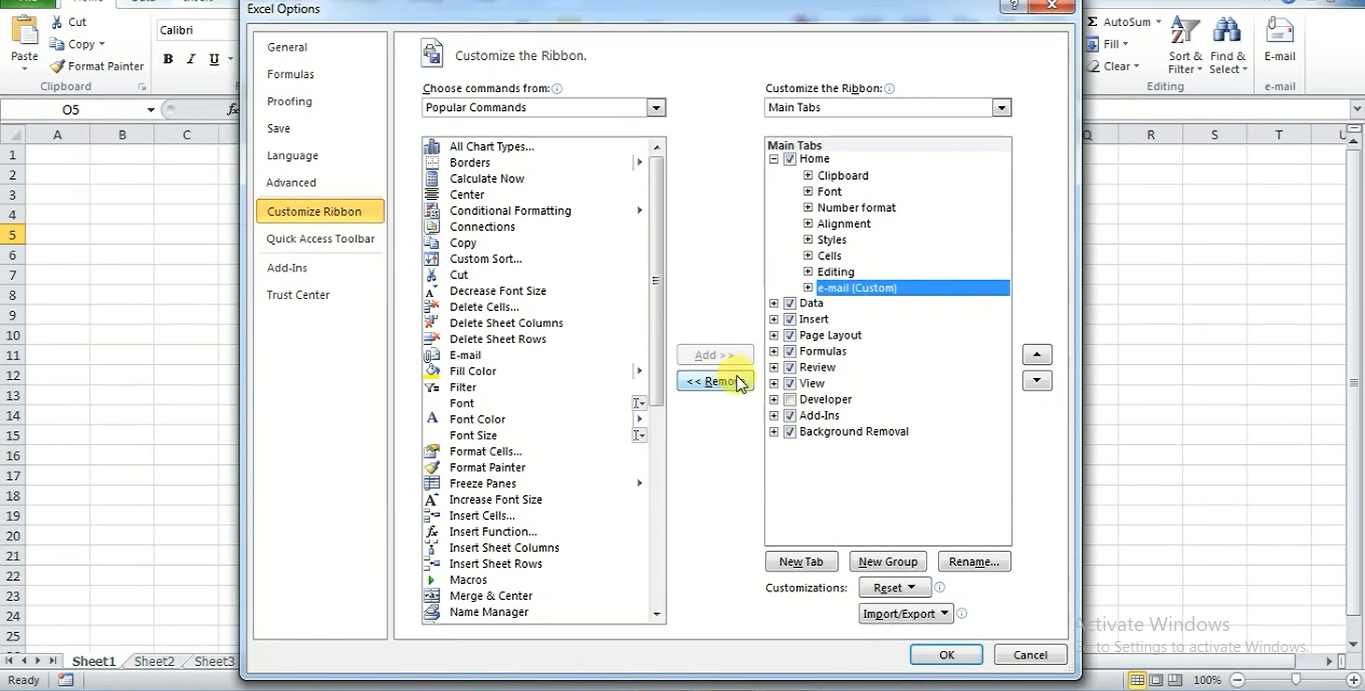 Excel Options
Cut
Copy
Format Painter
Paste
Clipboard
Calibri
B I U
AutoSum
Fill
Clear
Sort & Filter
Find & Select
Editing
E-mail
e-mail
O5
fx
A B C Q R S T U
1
2
3
4
5
6
7
8
9
10
11
12
13
14
15
16
17
18
19
20
21
22
23
24
25
General
Formulas
Proofing
Save
Language
Advanced
Customize Ribbon
Quick Access Toolbar
Add-Ins
Trust Center
Customize the Ribbon.
Choose commands from:
Popular Commands
All Chart Types...
Borders
Calculate Now
Center
Conditional Formatting
Connections
Copy
Custom Sort...
Cut
Decrease Font Size
Delete Cells...
Delete Sheet Columns
Delete Sheet Rows
E-mail
Fill Color
Filter
Font
Font Color
Font Size
Format Cells...
Format Painter
Freeze Panes
Increase Font Size
Insert Cells...
Insert Function...
Insert Sheet Columns
Insert Sheet Rows
Macros
Merge & Center
Name Manager
Add >>
Customize the Ribbon:
Main Tabs
Main Tabs
Home
Clipboard
Font
Number format
Alignment
Styles
Cells
Editing
e-mail (Custom)
Data
Insert
Page Layout
Formulas
Review
View
Developer
Add-Ins
Background Removal
New Tab New Group Rename...
Customizations: Reset
Import/Export
OK Cancel
Activate Windows
to Settings to activate Windows.
Sheet1 Sheet2 Sheet3
Ready
100%